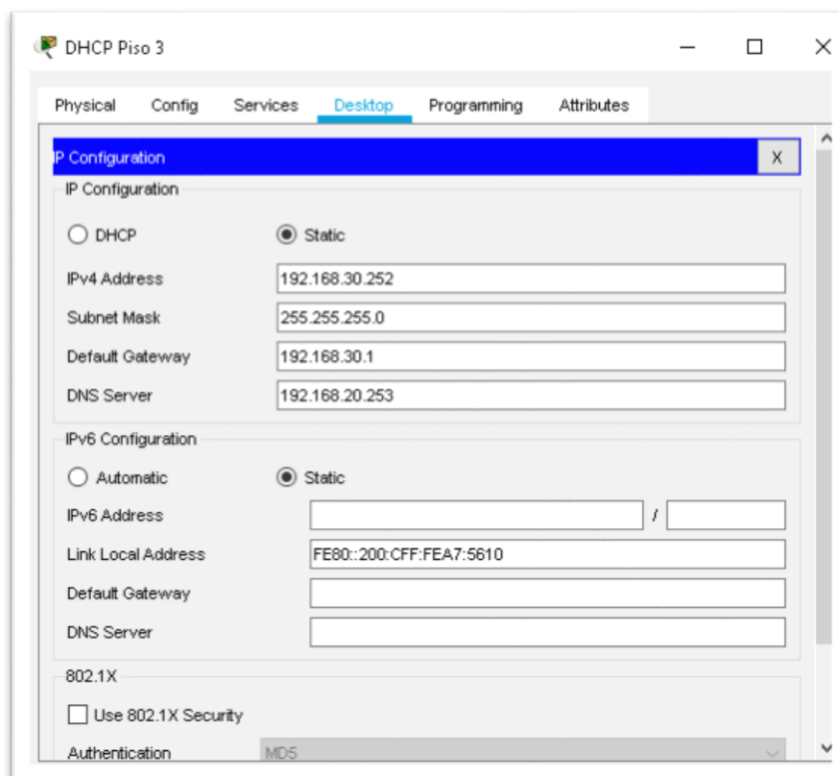 DHCP Piso 3
Physical Config Services Desktop Programming Attributes
IP Configuration X
IP Configuration
DHCP Static
IPv4 Address 192.168.30.252
Subnet Mask 255.255.255.0
Default Gateway 192.168.30.1
DNS Server 192.168.20.253
IPv6 Configuration
Automatic Static
IPv6 Address /
Link Local Address FE80::200:CFF:FEA7:5610
Default Gateway
DNS Server
802.1X
Use 802.1X Security
Authentication MD5